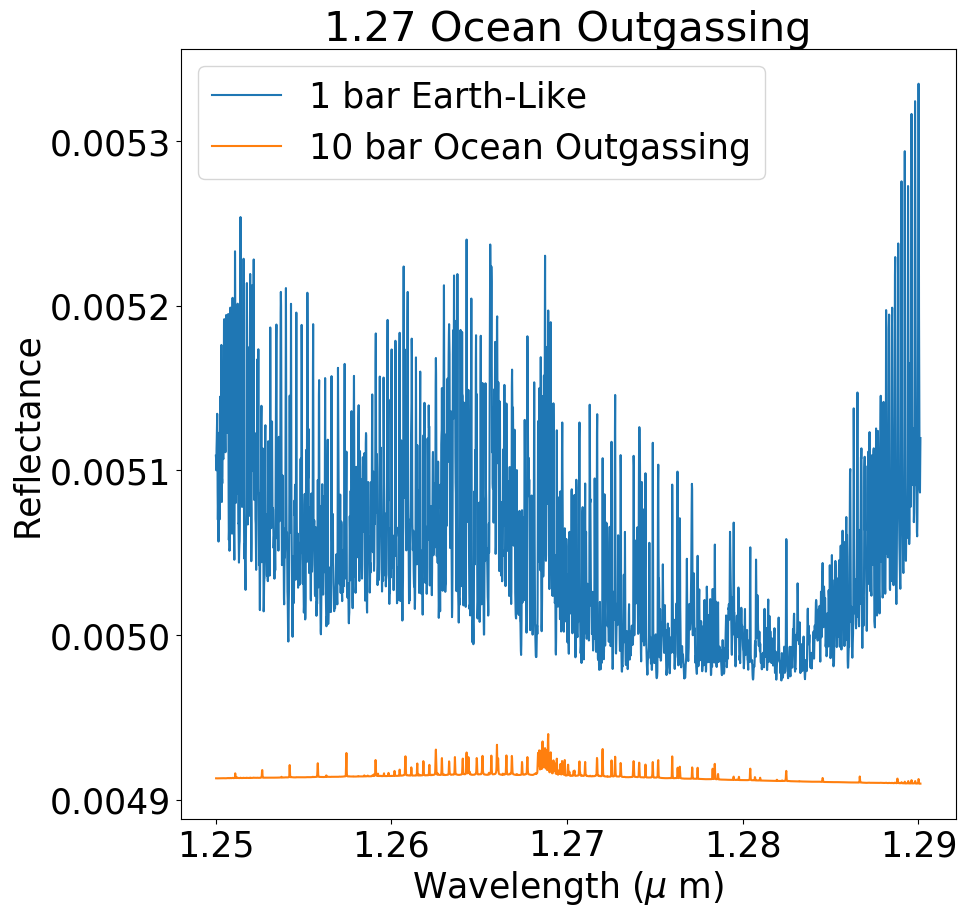 1.27 Ocean Outgassing
1 bar Earth-Like
10 bar Ocean Outgassing
Reflectance
0.0053
0.0052
0.0051
0.0050
0.0049
1.25 1.26 1.27 1.28 1.29
Wavelength (μ m)